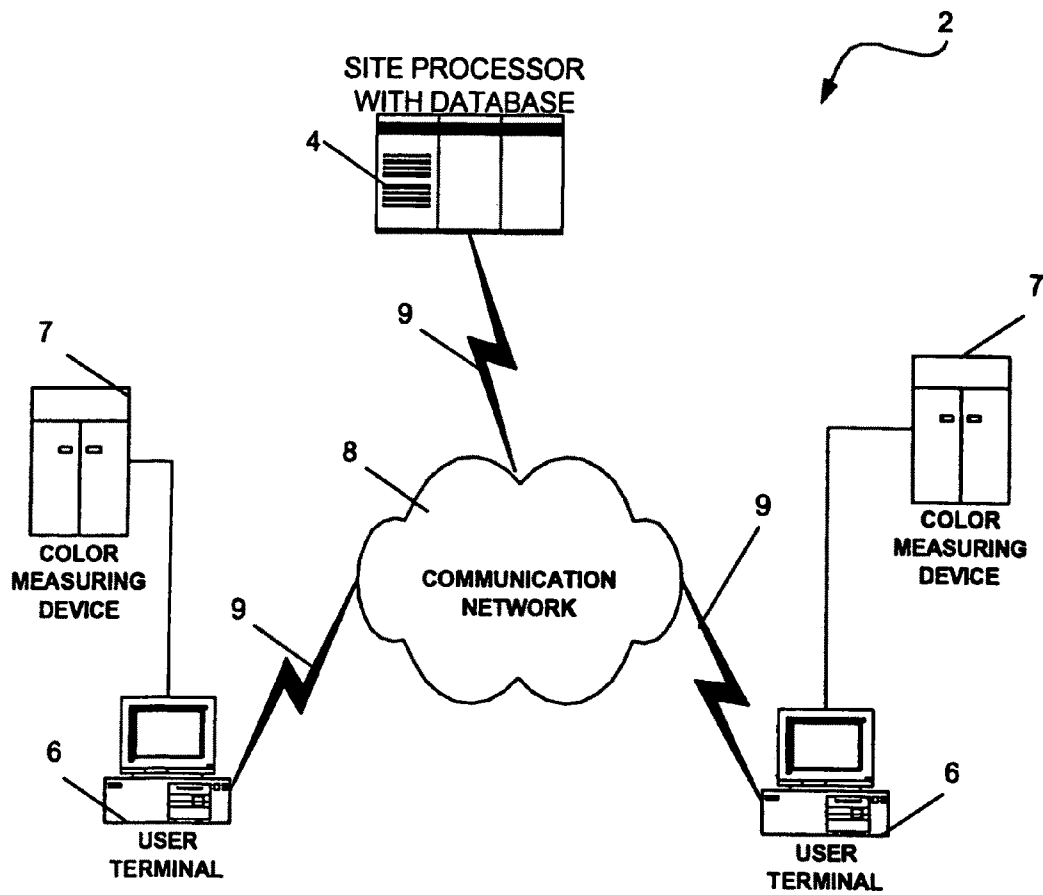 2
SITE PROCESSOR
WITH DATABASE
4
9
7
7
8
9
9
COLOR
MEASURING
DEVICE
COLOR
MEASURING
DEVICE
COMMUNICATION
NETWORK
6
6
USER
TERMINAL
USER
TERMINAL